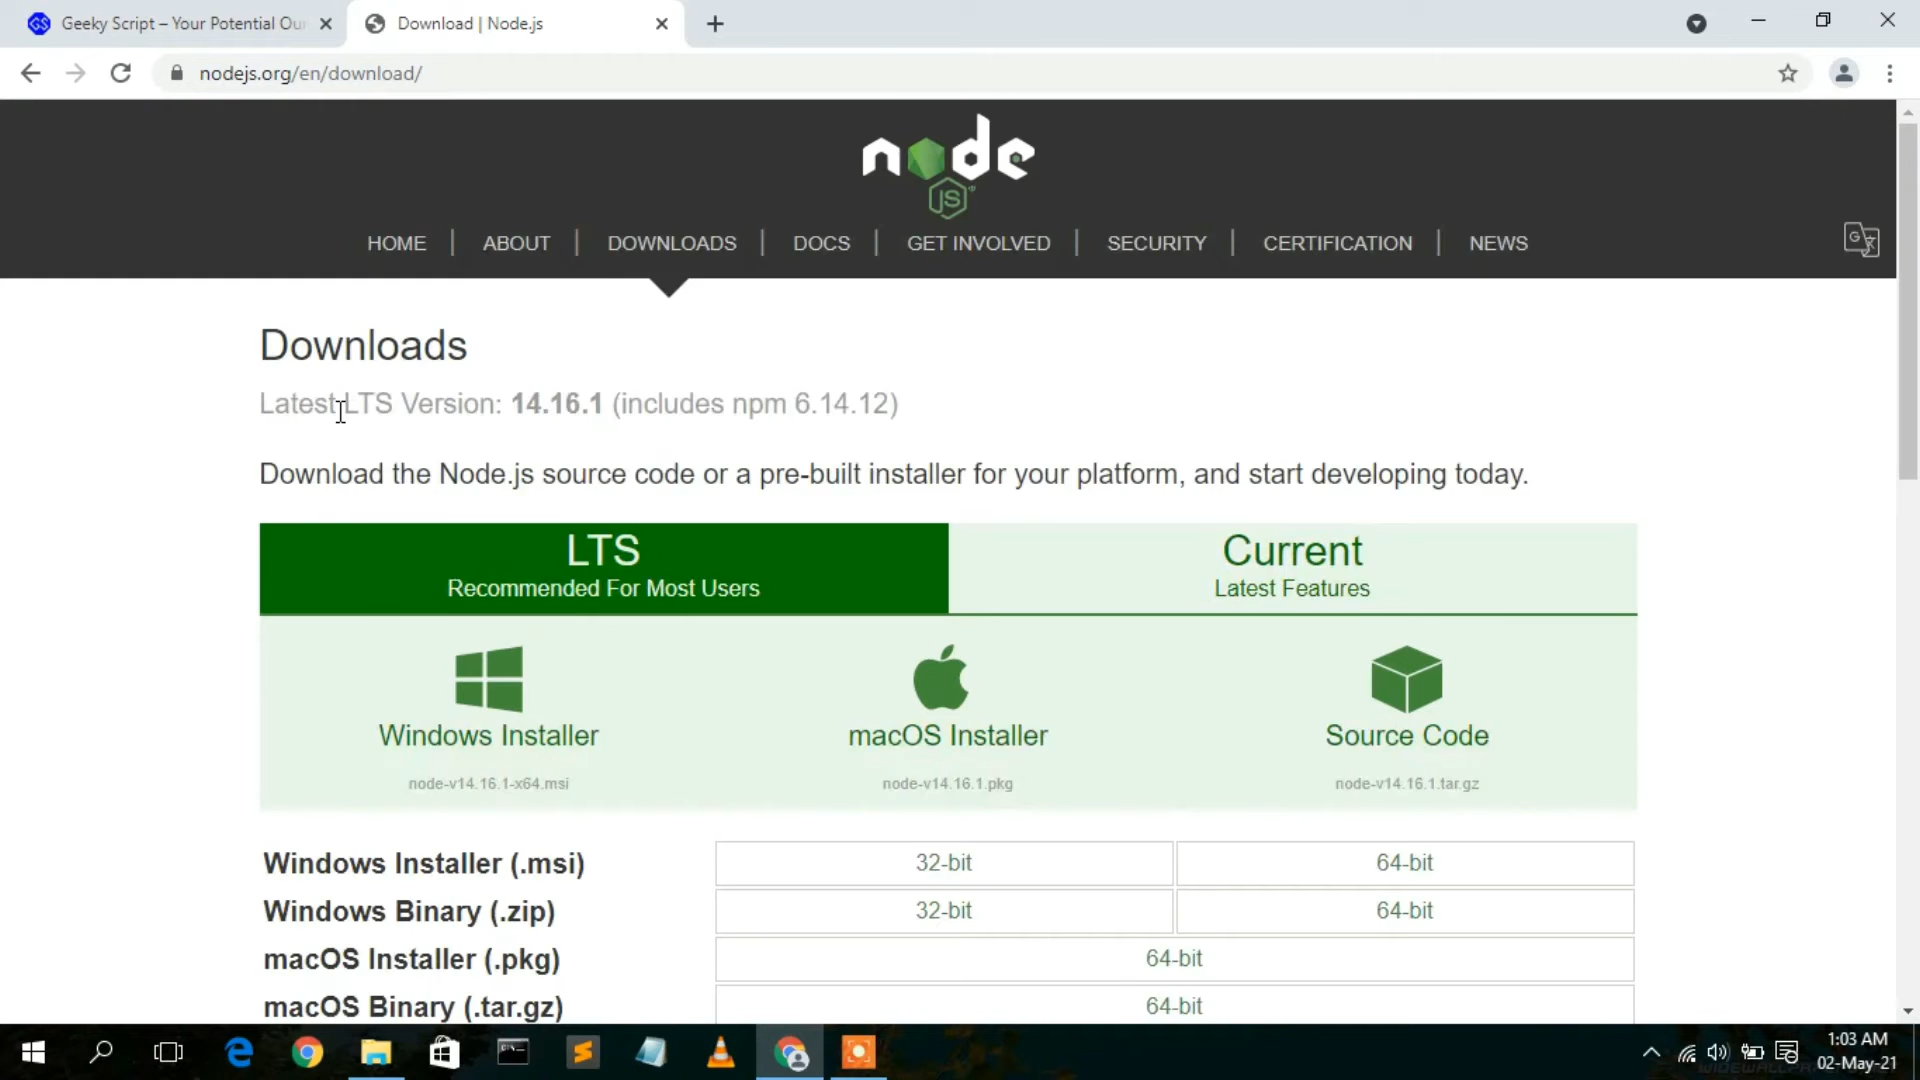 Geeky Script – Your Potential Our
Download | Node.js
nodejs.org/en/download/
node
JS
HOME | ABOUT | DOWNLOADS | DOCS | GET INVOLVED | SECURITY | CERTIFICATION | NEWS
Downloads
Latest LTS Version: 14.16.1 (includes npm 6.14.12)
Download the Node.js source code or a pre-built installer for your platform, and start developing today.
LTS
Recommended For Most Users
Current
Latest Features
Windows Installer
node-v14.16.1-x64.msi
macOS Installer
node-v14.16.1.pkg
Source Code
node-v14.16.1.tar.gz
Windows Installer (.msi) 32-bit 64-bit
Windows Binary (.zip) 32-bit 64-bit
macOS Installer (.pkg) 64-bit
macOS Binary (.tar.gz) 64-bit
1:03 AM
02-May-21